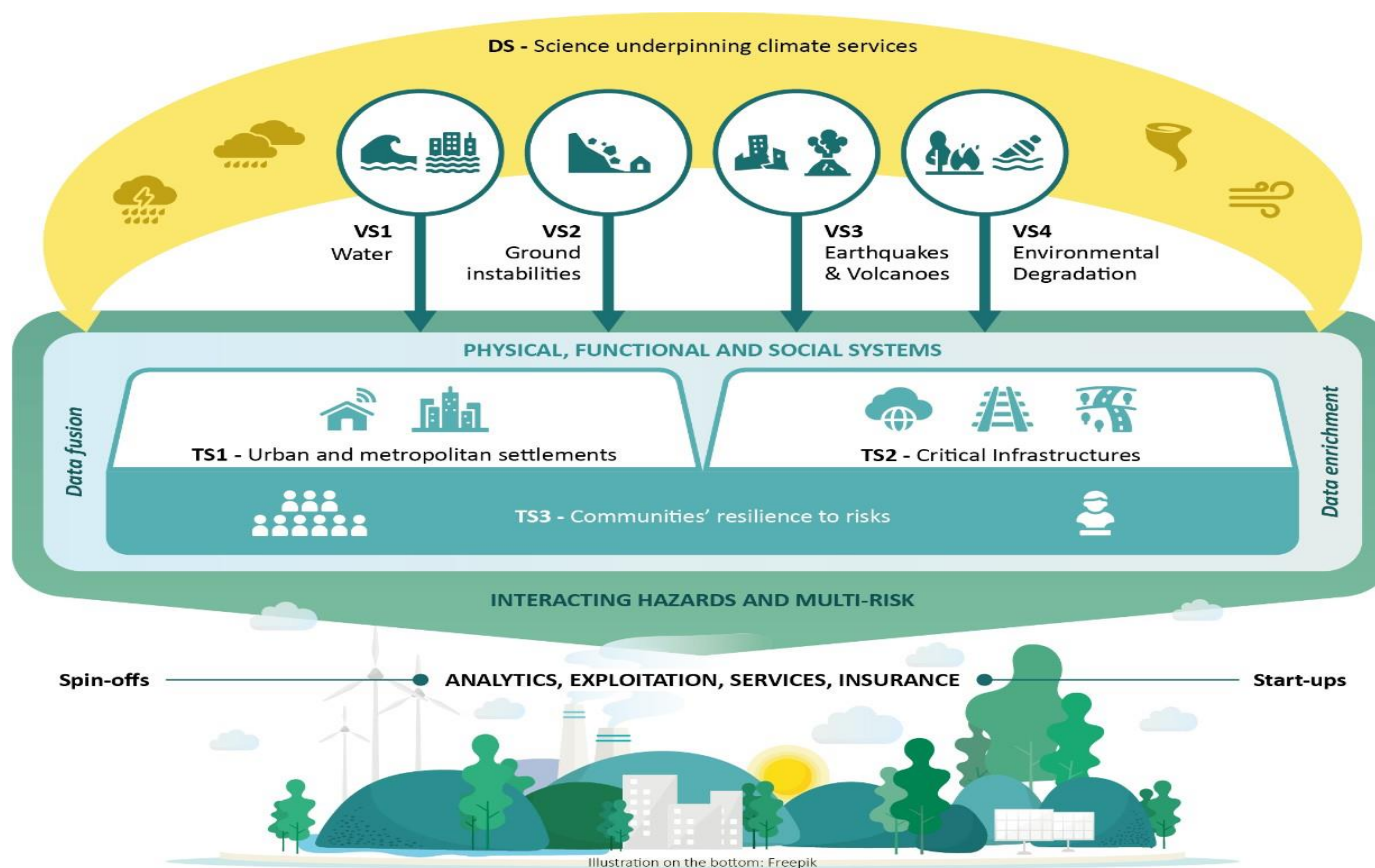 DS - Science underpinning climate services
VS1
Water
VS2
Ground
instabilities
VS3
Earthquakes
& Volcanoes
VS4
Environmental
Degradation
PHYSICAL, FUNCTIONAL AND SOCIAL SYSTEMS
Data fusion
TS1 - Urban and metropolitan settlements
TS2 - Critical Infrastructures
Data enrichment
TS3 - Communities’ resilience to risks
INTERACTING HAZARDS AND MULTI-RISK
Spin-offs
ANALYTICS, EXPLOITATION, SERVICES, INSURANCE
Start-ups
Illustration on the bottom: Freepik